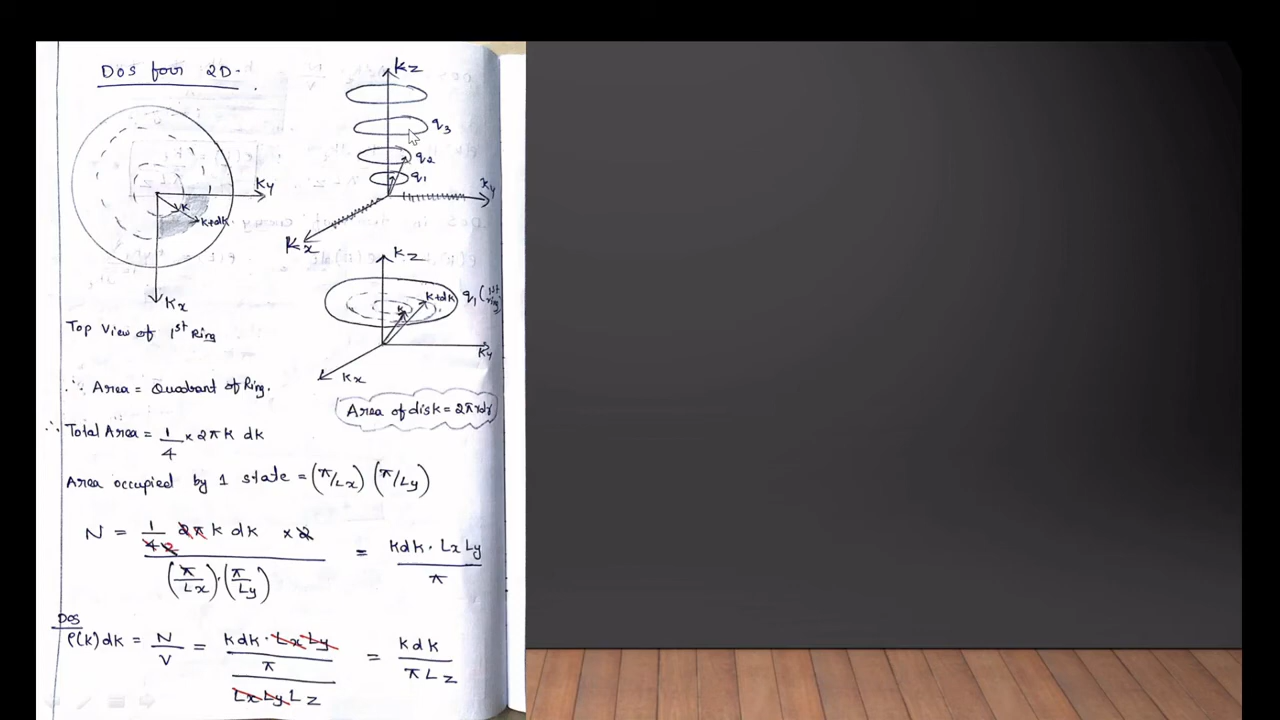 DOS for 2D.
Kz
q3
q2
q1
Ky
K
K+dk
Kx
xy
Kx
Kz
K+dk
K
q1 (1st ring)
Ky
Kx
Top View of 1st Ring
∴ Area = Quadrant of Ring.
Area of disk = 2πrdr
∴ Total Area = 1/4 × 2πK dK
Area occupied by 1 state = (π/Lx) (π/Ly)
N = 1/4 2πK dK × 2 / (π/Lx)·(π/Ly) = KdK·LxLy / π
DOS
ρ(K)dK = N/V = KdK·LxLy / π / LxLyLz = KdK / πLz